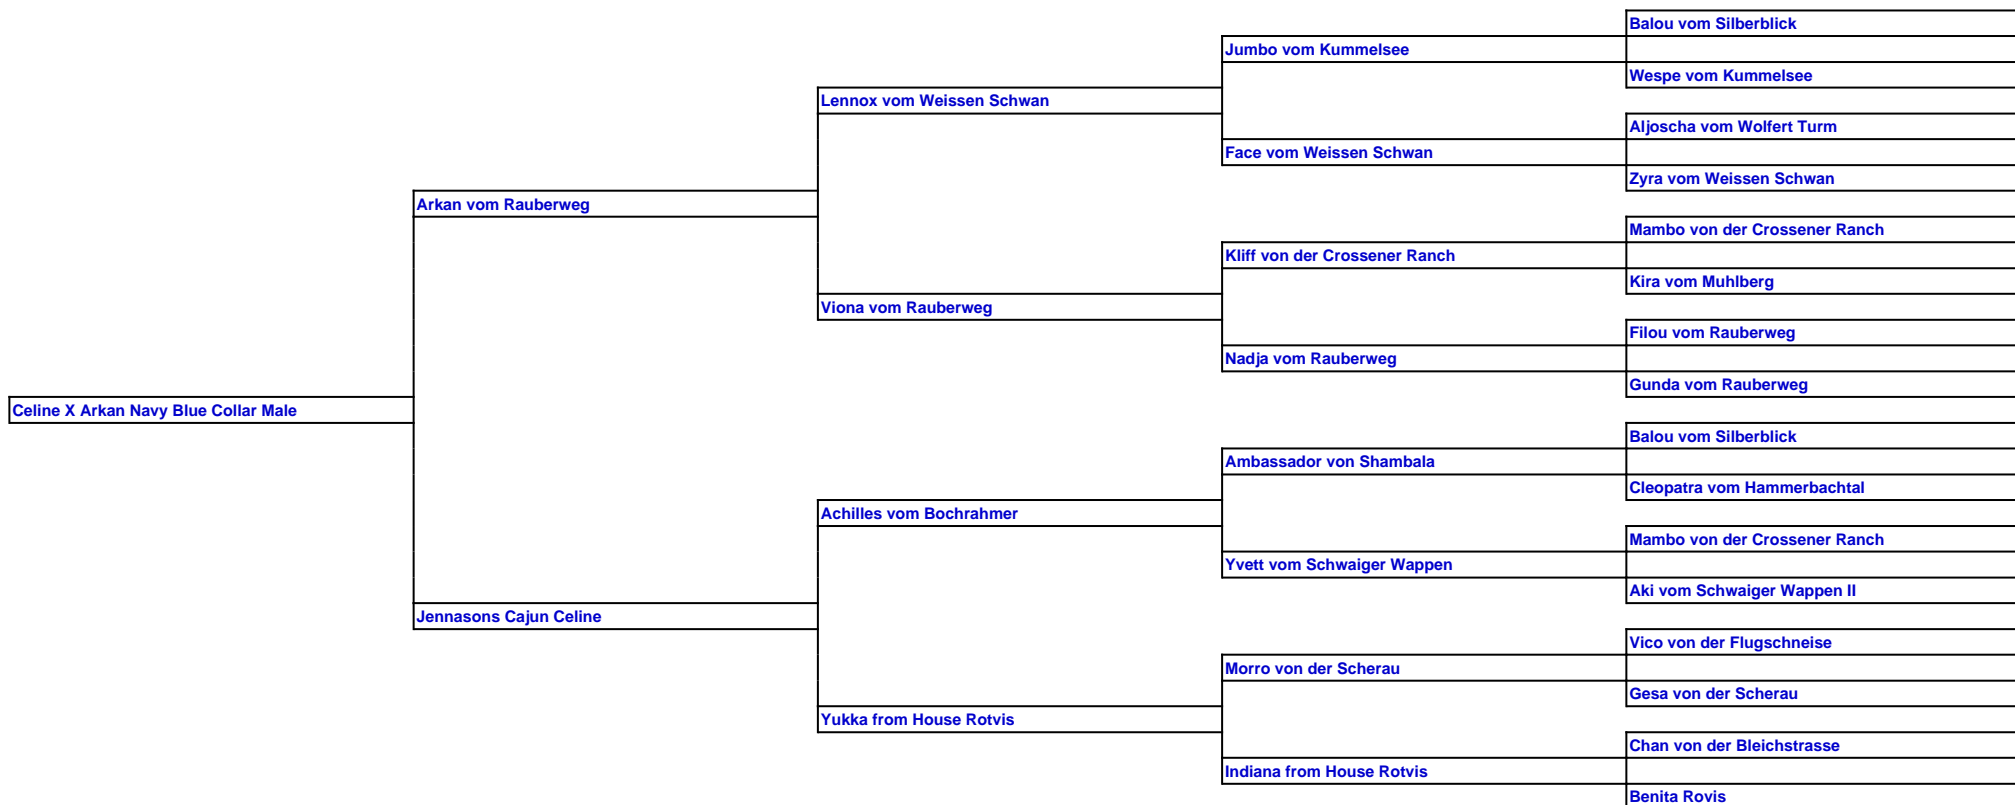 Balou vom Silberblick
Jumbo vom Kummelsee
Wespe vom Kummelsee
Lennox vom Weissen Schwan
Aljoscha vom Wolfert Turm
Face vom Weissen Schwan
Zyra vom Weissen Schwan
Arkan vom Rauberweg
Mambo von der Crossener Ranch
Kliff von der Crossener Ranch
Kira vom Muhlberg
Viona vom Rauberweg
Filou vom Rauberweg
Nadja vom Rauberweg
Gunda vom Rauberweg
Celine X Arkan Navy Blue Collar Male
Balou vom Silberblick
Ambassador von Shambala
Cleopatra vom Hammerbachtal
Achilles vom Bochrahmer
Mambo von der Crossener Ranch
Yvett vom Schwaiger Wappen
Aki vom Schwaiger Wappen II
Jennasons Cajun Celine
Vico von der Flugschneise
Morro von der Scherau
Gesa von der Scherau
Yukka from House Rotvis
Chan von der Bleichstrasse
Indiana from House Rotvis
Benita Rovis